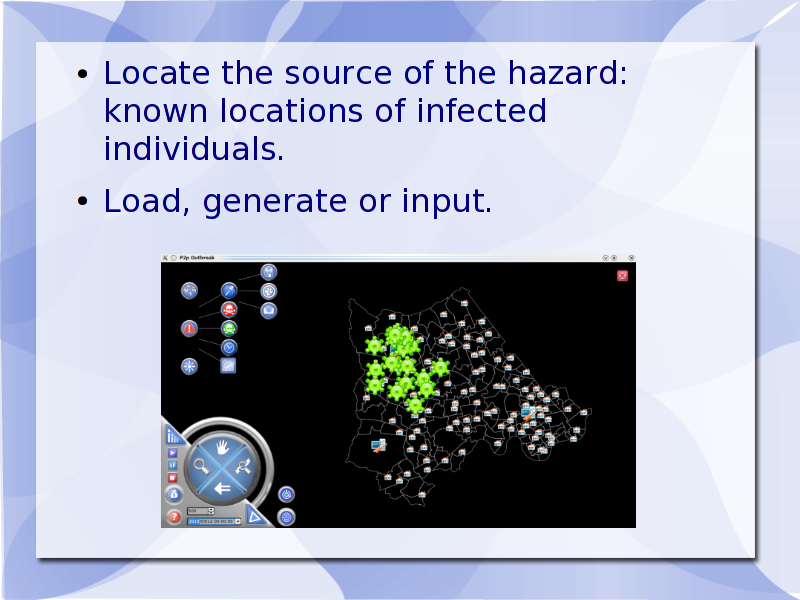 • Locate the source of the hazard:
known locations of infected
individuals.
• Load, generate or input.
P2p Outbreak